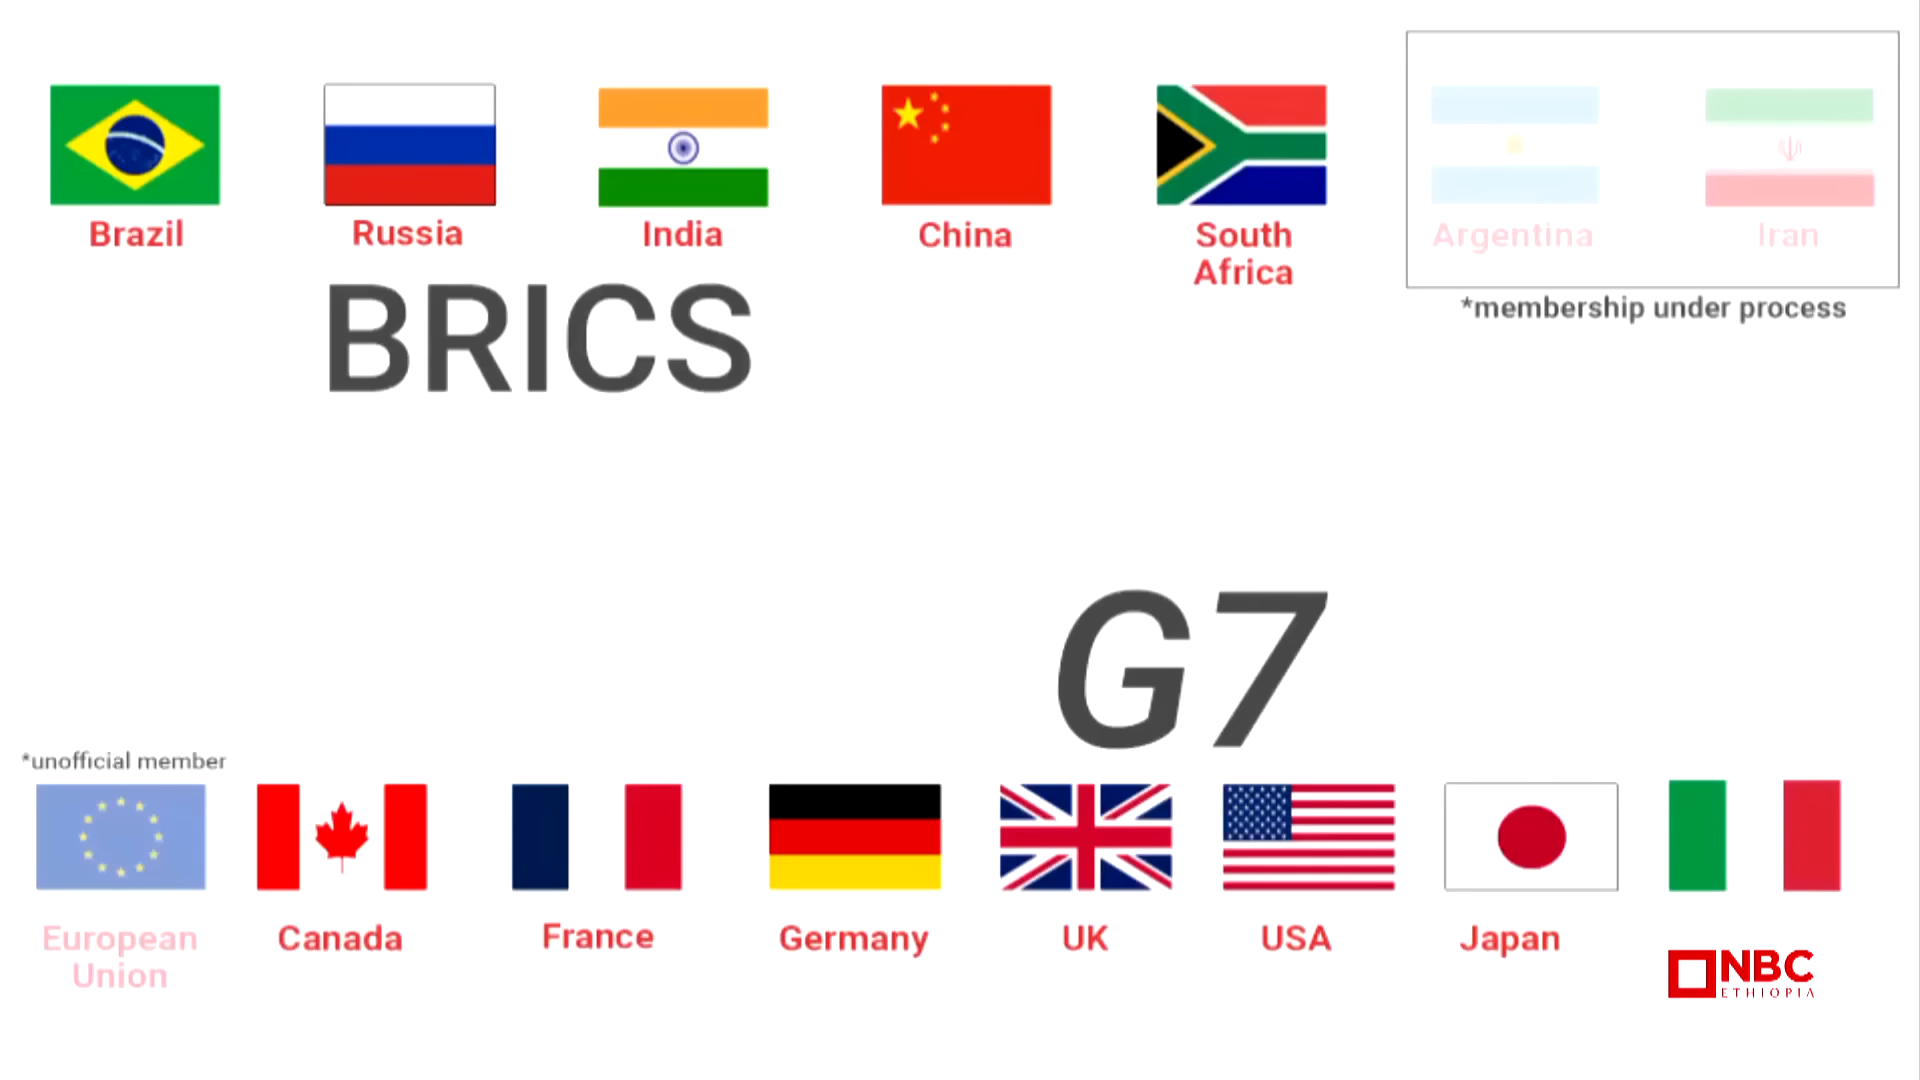 Brazil
Russia
India
China
South
Africa
Argentina
Iran
*membership under process
BRICS
G7
*unofficial member
European
Union
Canada
France
Germany
UK
USA
Japan
NBC
ETHIOPIA